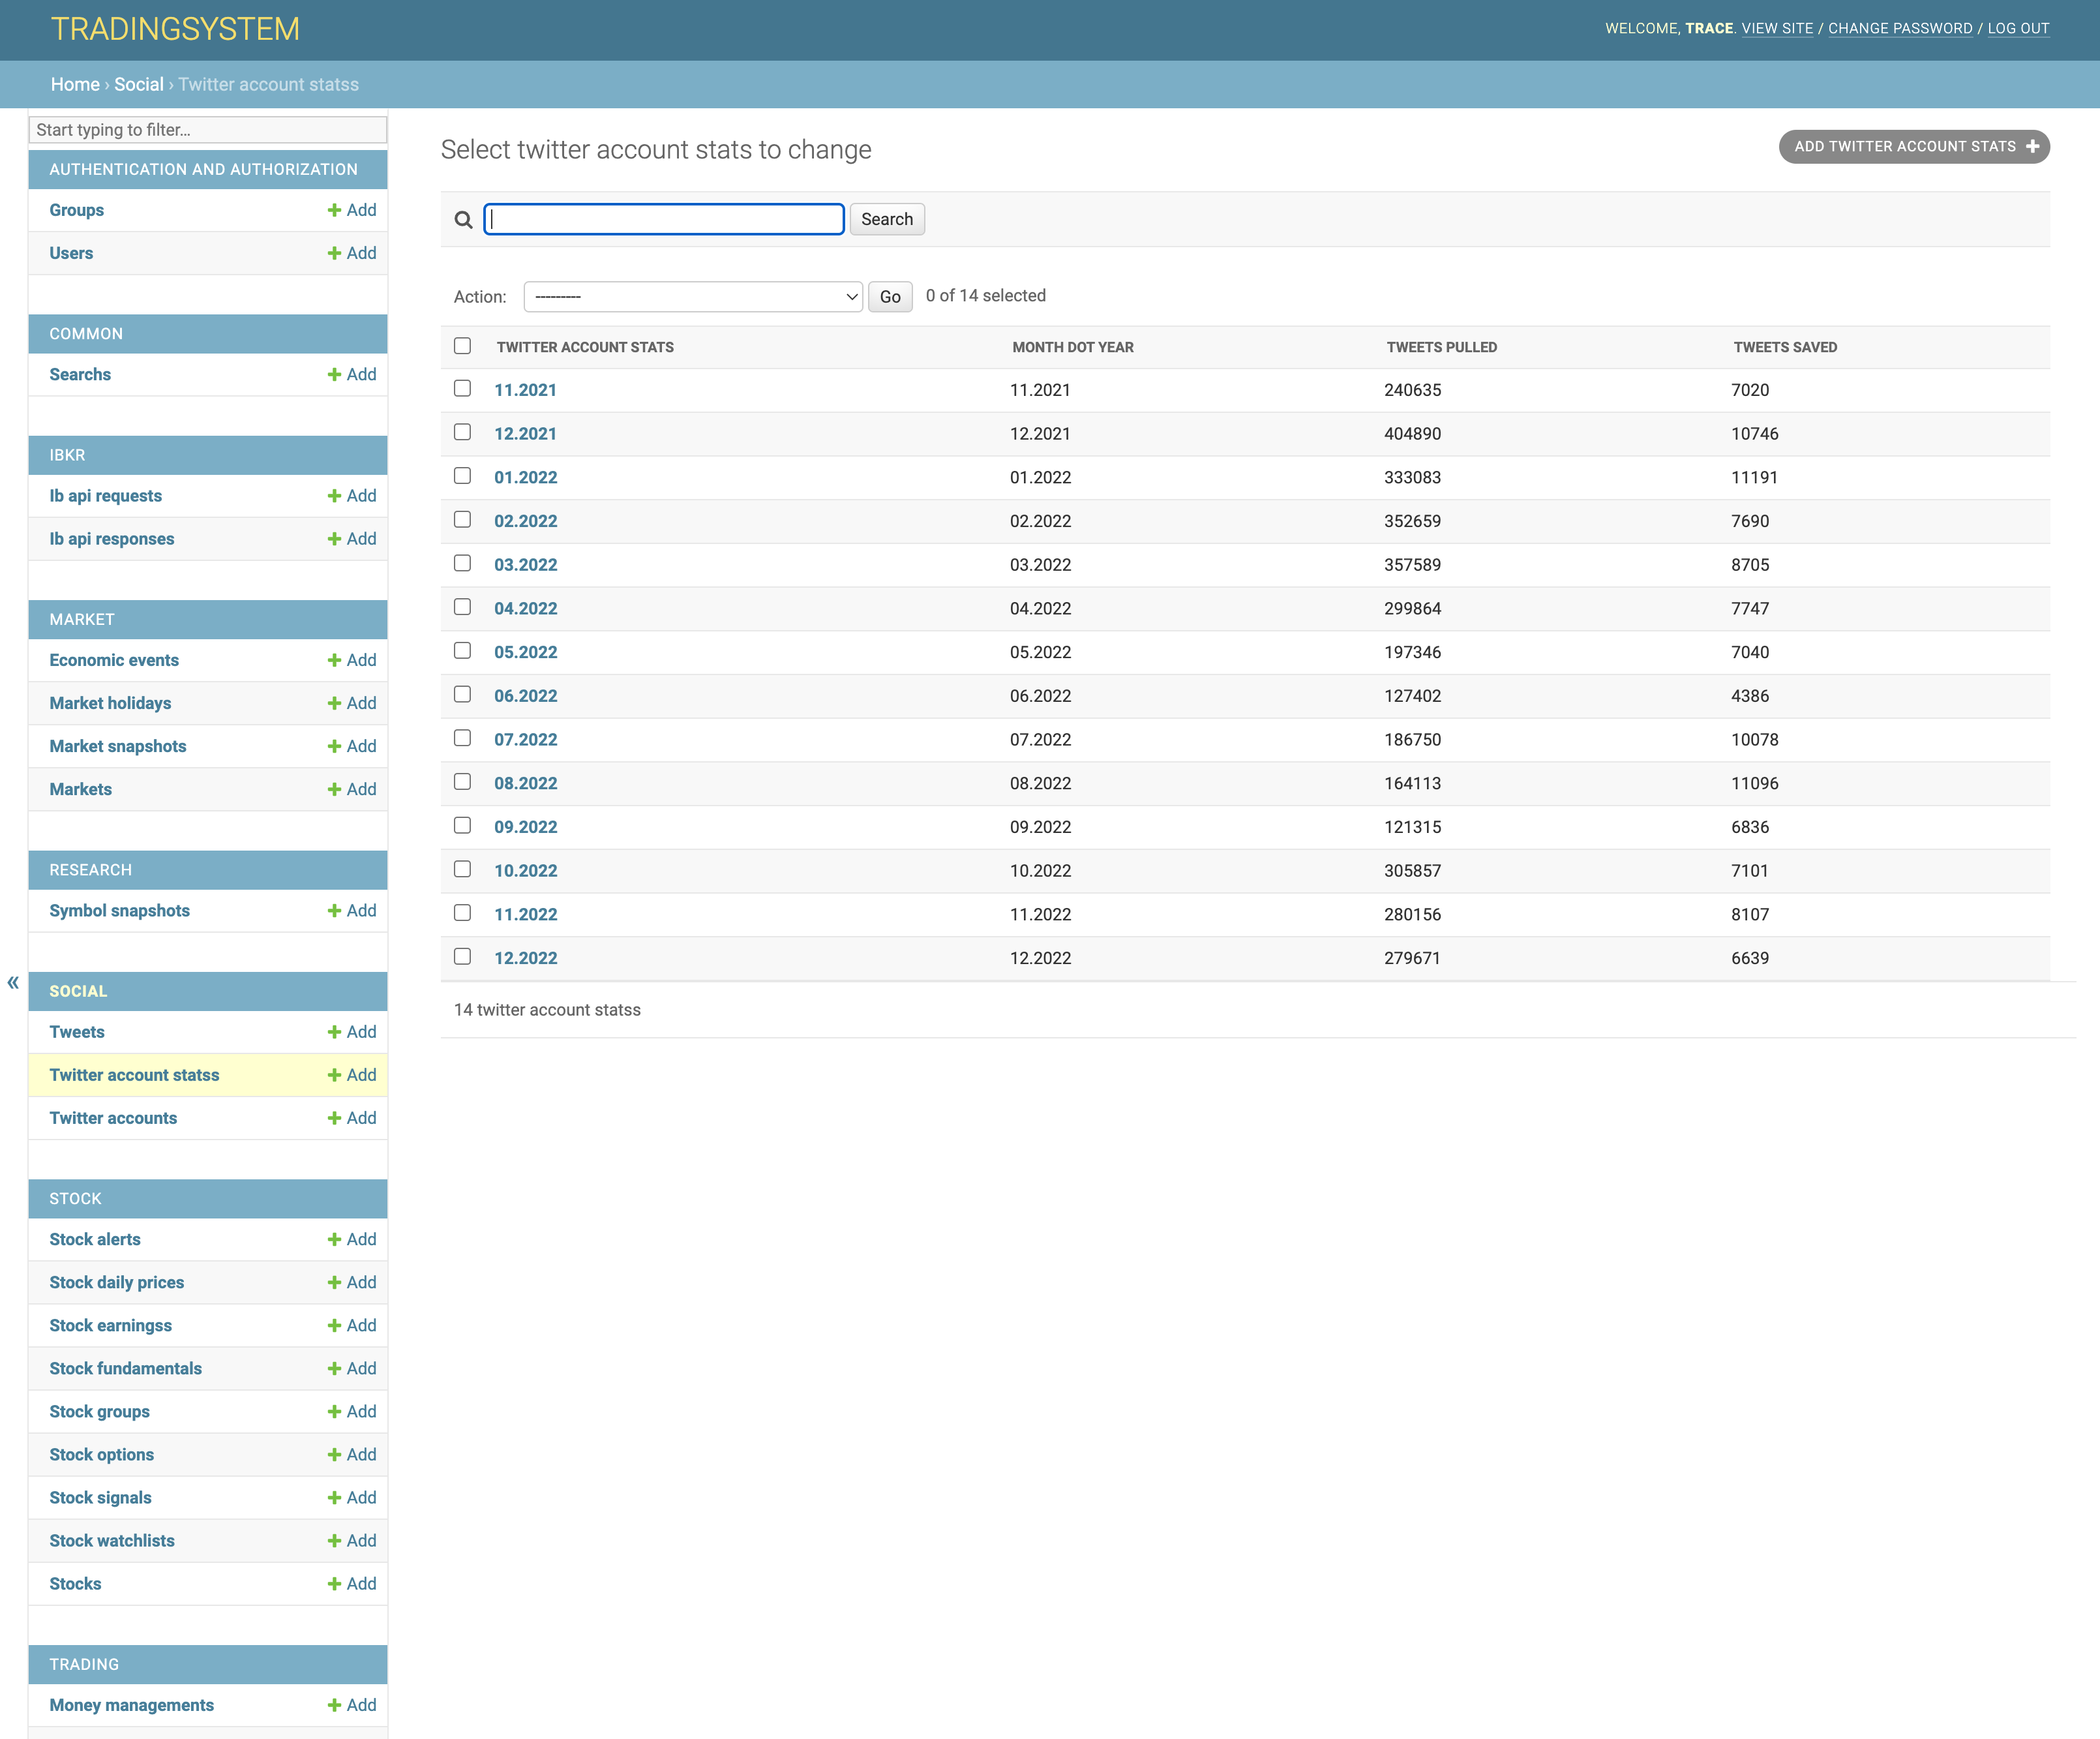 TRADINGSYSTEM
WELCOME, TRACE. VIEW SITE / CHANGE PASSWORD / LOG OUT
Home › Social › Twitter account statss
Start typing to filter...
AUTHENTICATION AND AUTHORIZATION
Groups Add
Users Add
COMMON
Searchs Add
IBKR
Ib api requests Add
Ib api responses Add
MARKET
Economic events Add
Market holidays Add
Market snapshots Add
Markets Add
RESEARCH
Symbol snapshots Add
«
SOCIAL
Tweets Add
Twitter account statss Add
Twitter accounts Add
STOCK
Stock alerts Add
Stock daily prices Add
Stock earningss Add
Stock fundamentals Add
Stock groups Add
Stock options Add
Stock signals Add
Stock watchlists Add
Stocks Add
TRADING
Money managements Add
Select twitter account stats to change
ADD TWITTER ACCOUNT STATS
Search
Action: --------- Go 0 of 14 selected
TWITTER ACCOUNT STATS MONTH DOT YEAR TWEETS PULLED TWEETS SAVED
11.2021 11.2021 240635 7020
12.2021 12.2021 404890 10746
01.2022 01.2022 333083 11191
02.2022 02.2022 352659 7690
03.2022 03.2022 357589 8705
04.2022 04.2022 299864 7747
05.2022 05.2022 197346 7040
06.2022 06.2022 127402 4386
07.2022 07.2022 186750 10078
08.2022 08.2022 164113 11096
09.2022 09.2022 121315 6836
10.2022 10.2022 305857 7101
11.2022 11.2022 280156 8107
12.2022 12.2022 279671 6639
14 twitter account statss